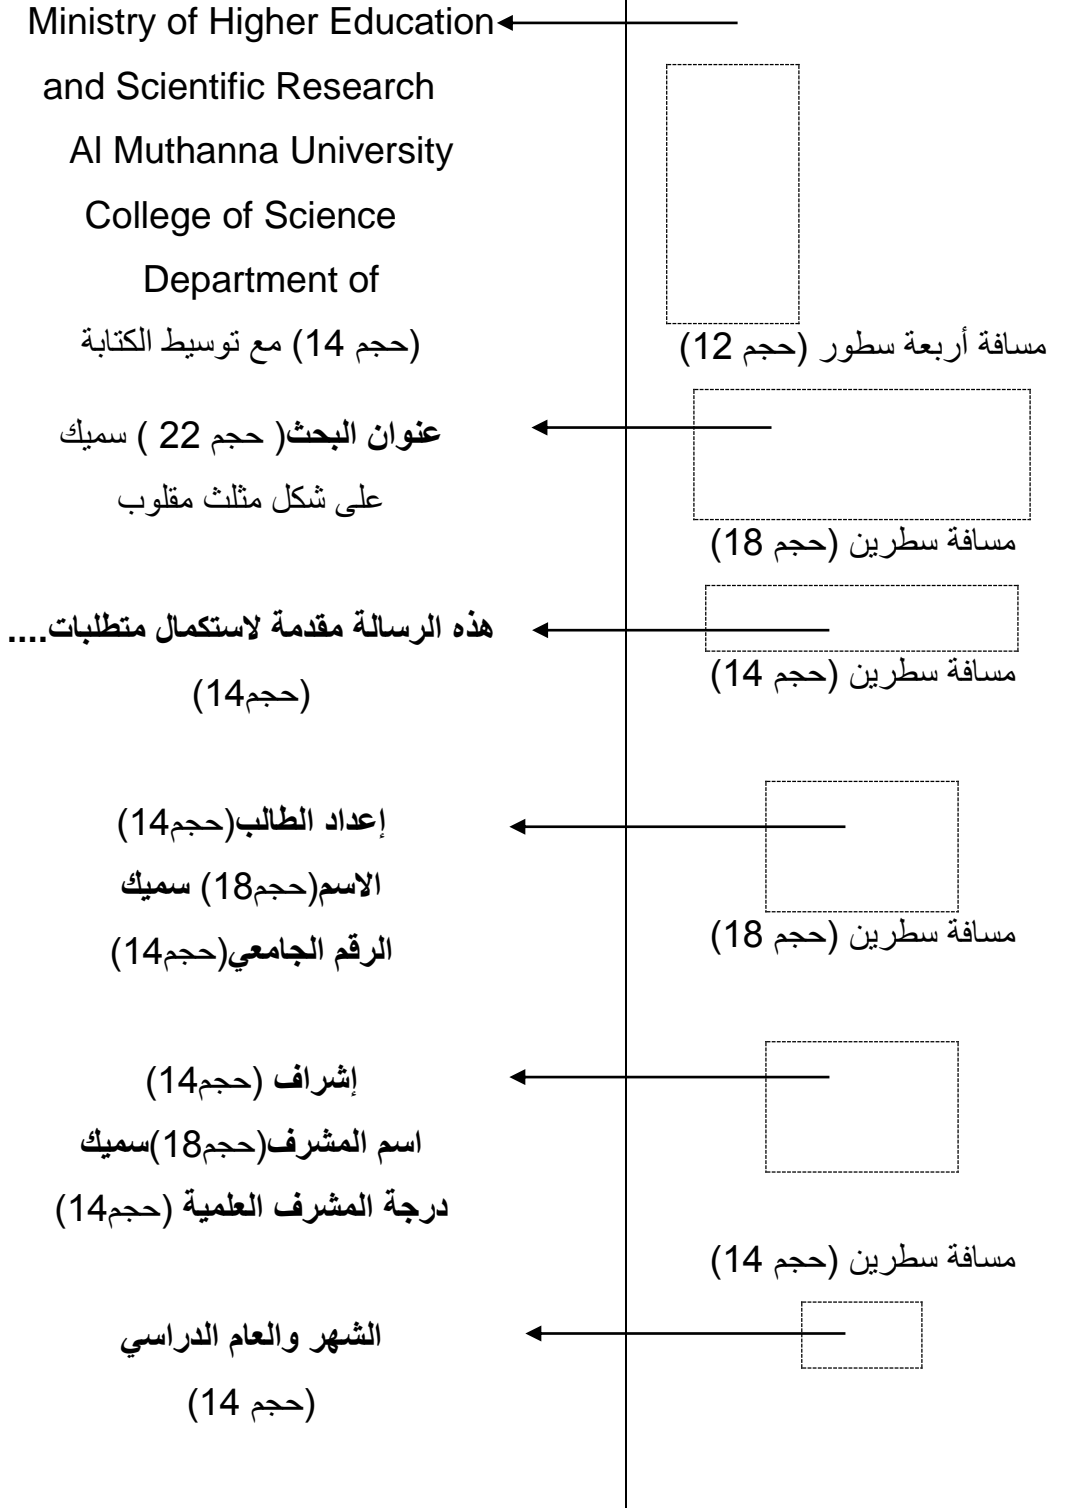 Ministry of Higher Education
and Scientific Research
Al Muthanna University
College of Science
Department of
(حجم 14) مع توسيط الكتابة
مسافة أربعة سطور (حجم 12)
عنوان البحث( حجم 22 ) سميك
على شكل مثلث مقلوب
مسافة سطرين (حجم 18)
هذه الرسالة مقدمة لاستكمال متطلبات....
(حجم14)
مسافة سطرين (حجم 14)
إعداد الطالب(حجم14)
الاسم(حجم18) سميك
الرقم الجامعي(حجم14)
مسافة سطرين (حجم 18)
إشراف (حجم14)
اسم المشرف(حجم18)سميك
درجة المشرف العلمية (حجم14)
مسافة سطرين (حجم 14)
الشهر والعام الدراسي
(حجم 14)